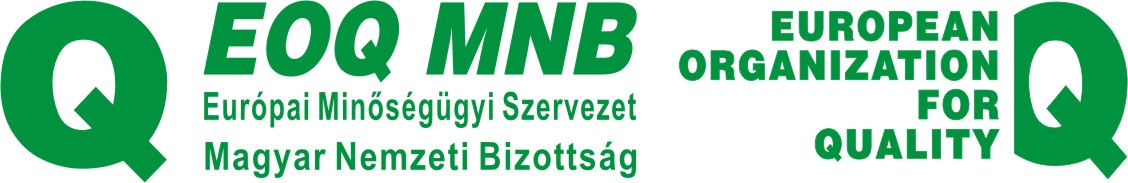 Q
EOQ MNB
Európai Minőségügyi Szervezet
Magyar Nemzeti Bizottság
EUROPEAN
ORGANIZATION
FOR
QUALITY
Q